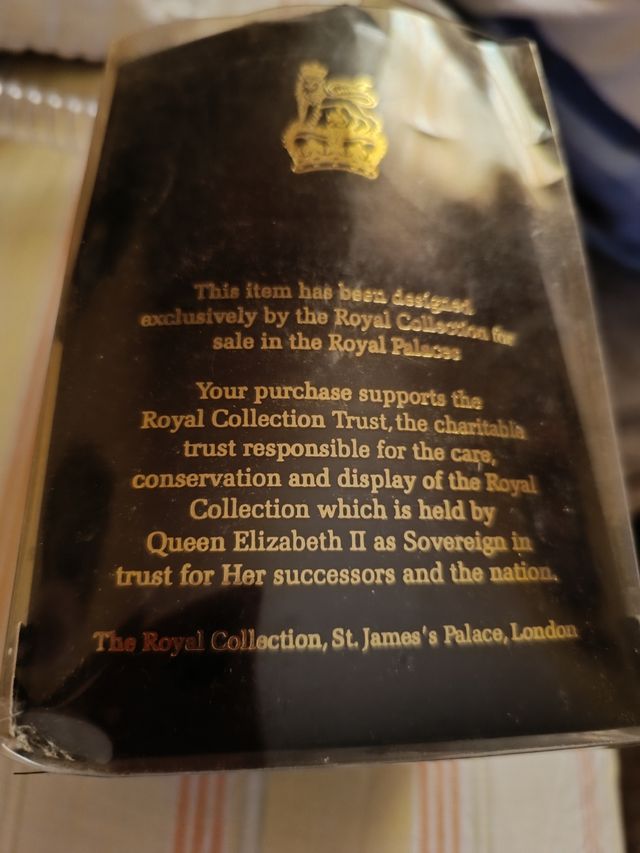 This item has been designed
exclusively by the Royal Collection for
sale in the Royal Palaces
Your purchase supports the
Royal Collection Trust, the charitable
trust responsible for the care,
conservation and display of the Royal
Collection which is held by
Queen Elizabeth II as Sovereign in
trust for Her successors and the nation.
The Royal Collection, St. James's Palace, London